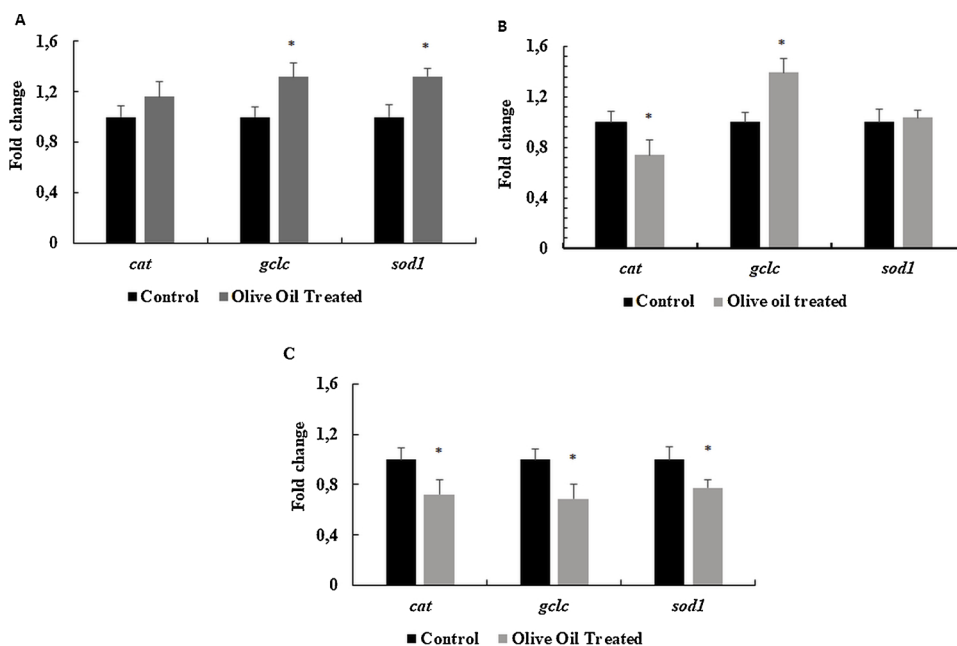 A
1,6
1,2
0,8
0,4
0
Fold change
*
*
cat
gclc
sod1
Control
Olive Oil Treated
B
1,6
1,2
0,8
0,4
0
Fold change
*
*
cat
gclc
sod1
Control
Olive oil treated
C
1,6
1,2
0,8
0,4
0
Fold change
*
*
*
cat
gclc
sod1
Control
Olive Oil Treated